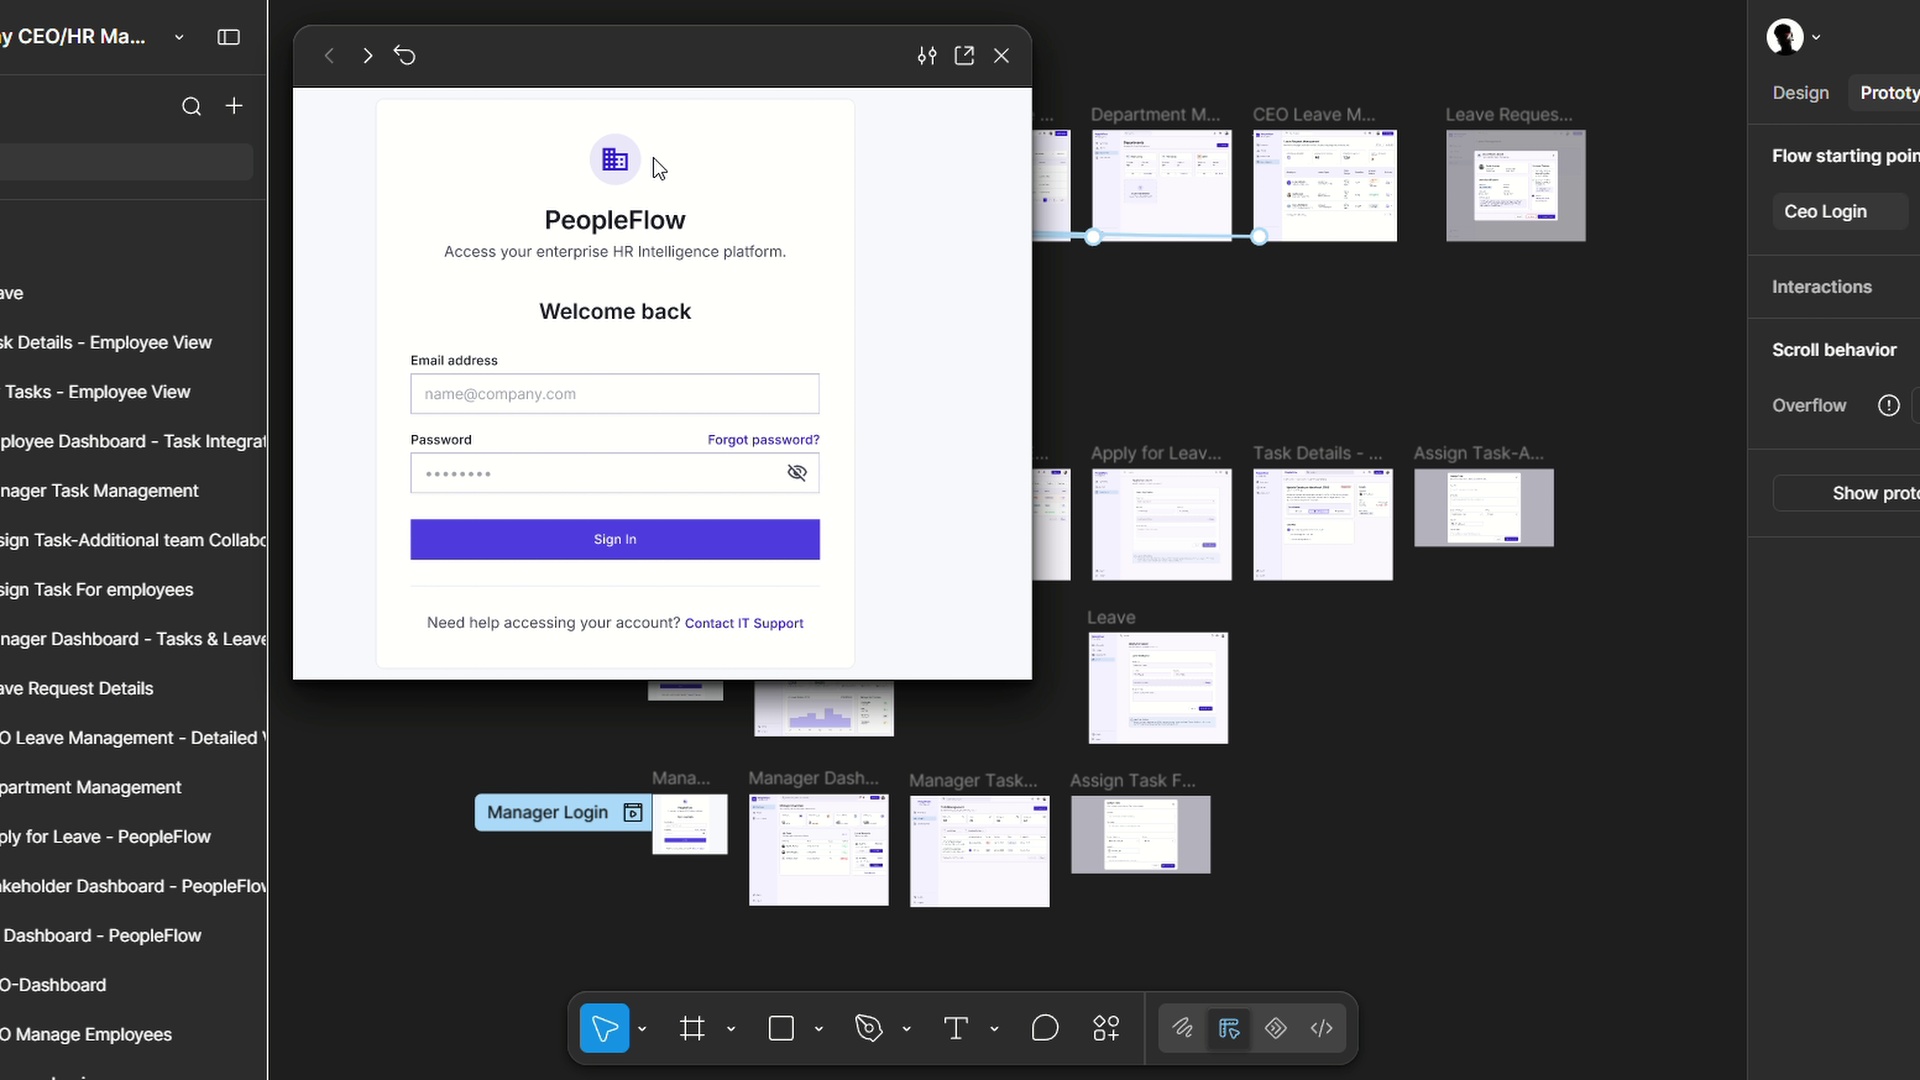 y CEO/HR Ma...
ave
sk Details - Employee View
Tasks - Employee View
ployee Dashboard - Task Integrat
nager Task Management
sign Task-Additional team Collabo
sign Task For employees
nager Dashboard - Tasks & Leave
ave Request Details
O Leave Management - Detailed V
partment Management
ply for Leave - PeopleFlow
akeholder Dashboard - PeopleFlow
Dashboard - PeopleFlow
O-Dashboard
O Manage Employees
PeopleFlow
Access your enterprise HR Intelligence platform.
Welcome back
Email address
name@company.com
Password
Forgot password?
Sign In
Need help accessing your account? Contact IT Support
...
Department M...
CEO Leave M...
Leave Reques...
...
Apply for Leav...
Task Details - ...
Assign Task-A...
Leave
Manager Login
Mana...
Manager Dash...
Manager Task...
Assign Task F...
Design
Prototy
Flow starting poin
Ceo Login
Interactions
Scroll behavior
Overflow
Show proto